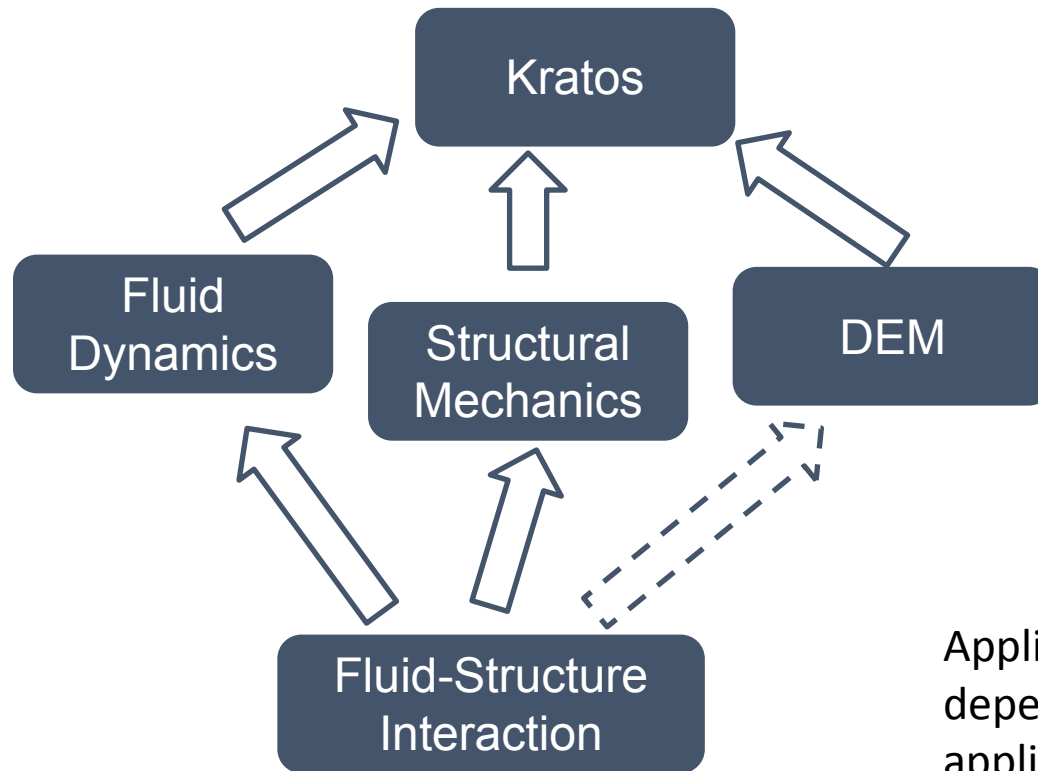 Kratos
Fluid
Dynamics
Structural
Mechanics
DEM
Fluid-Structure
Interaction